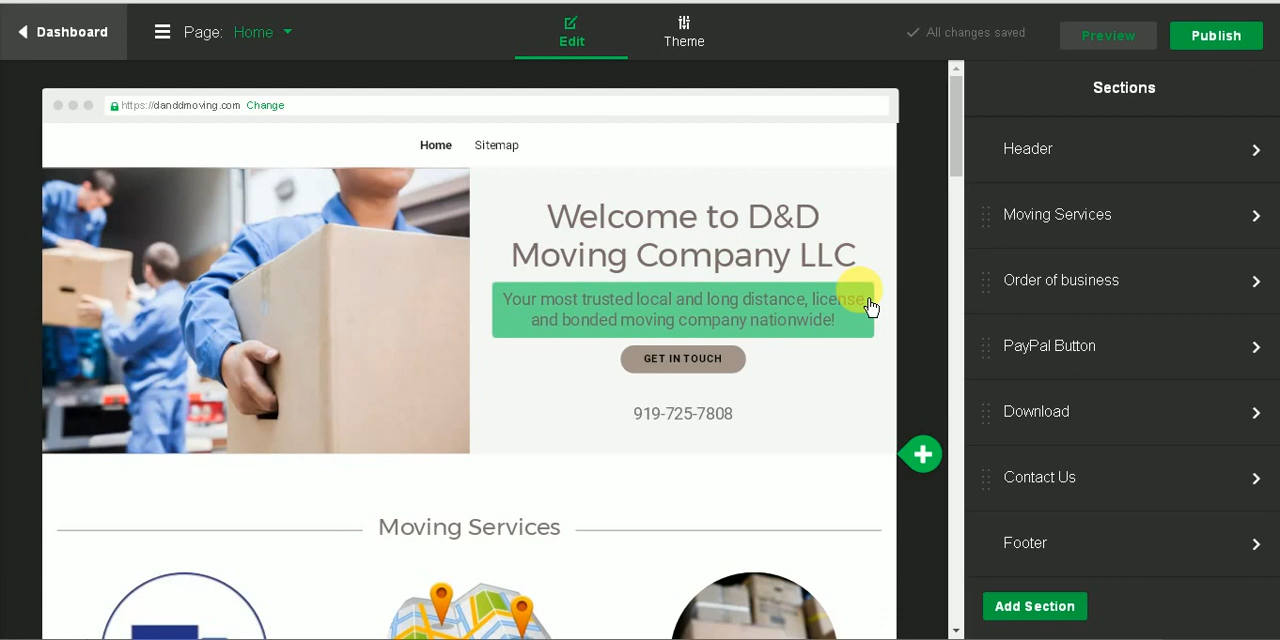 Dashboard
Page: Home
Edit
Theme
All changes saved
Preview
Publish
https://danddmoving.com Change
Home
Sitemap
Welcome to D&D
Moving Company LLC
Your most trusted local and long distance, license
and bonded moving company nationwide!
GET IN TOUCH
919-725-7808
Moving Services
Sections
Header
Moving Services
Order of business
PayPal Button
Download
Contact Us
Footer
Add Section